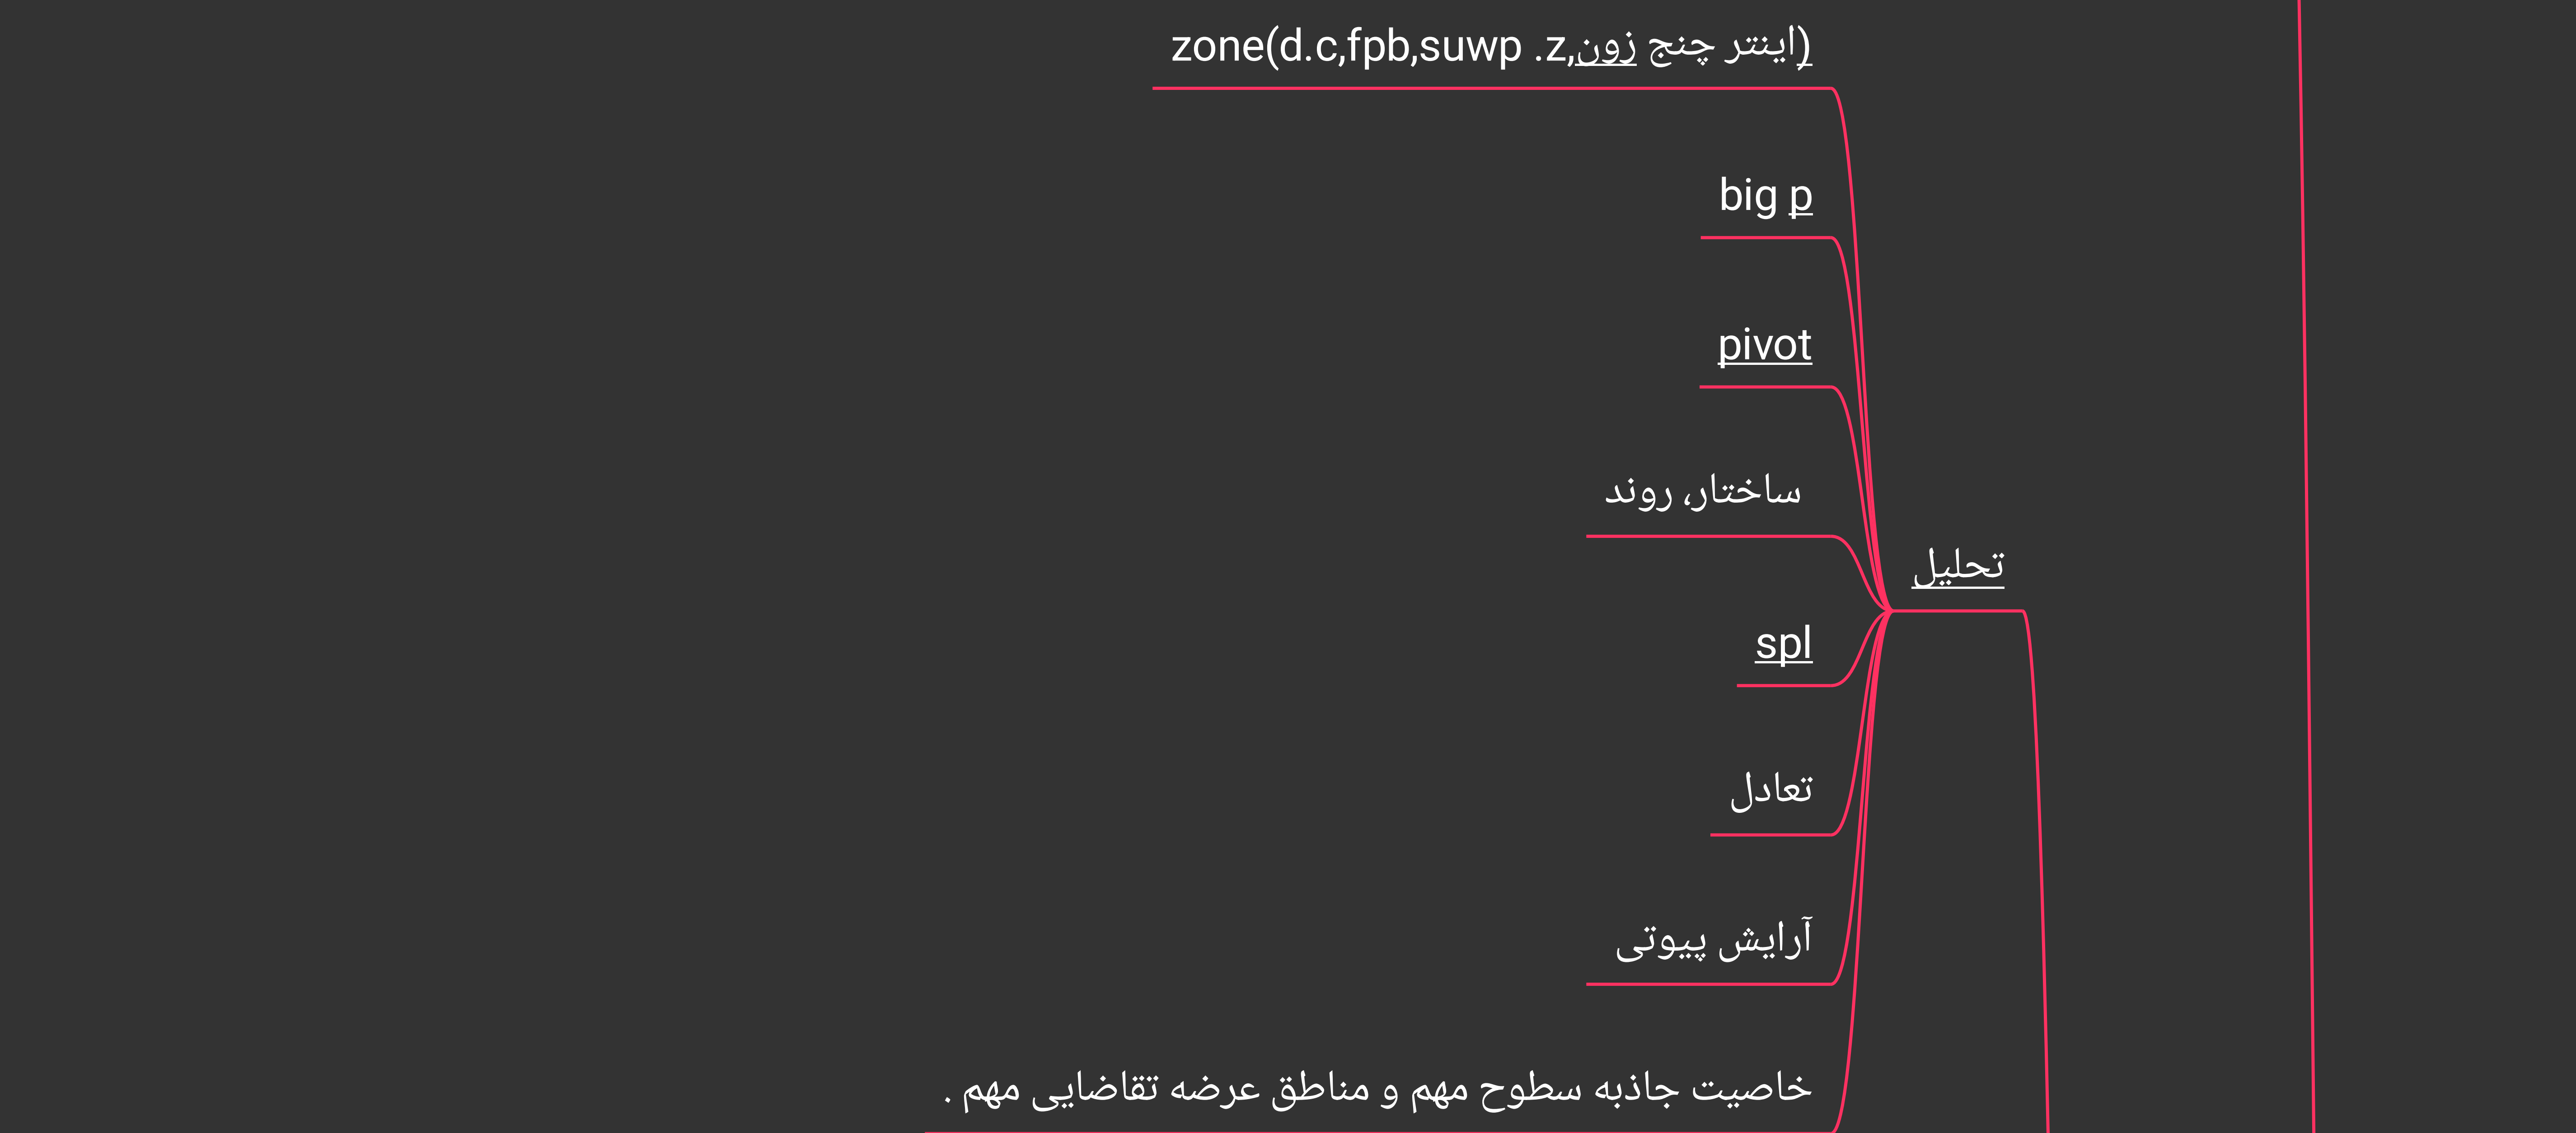 zone(d.c,fpb,suwp .z,اینتر چنج زون)
big p
pivot
ساختار، روند
تحلیل
spl
تعادل
آرایش پیوتی
خاصیت جاذبه سطوح مهم و مناطق عرضه تقاضایی مهم .